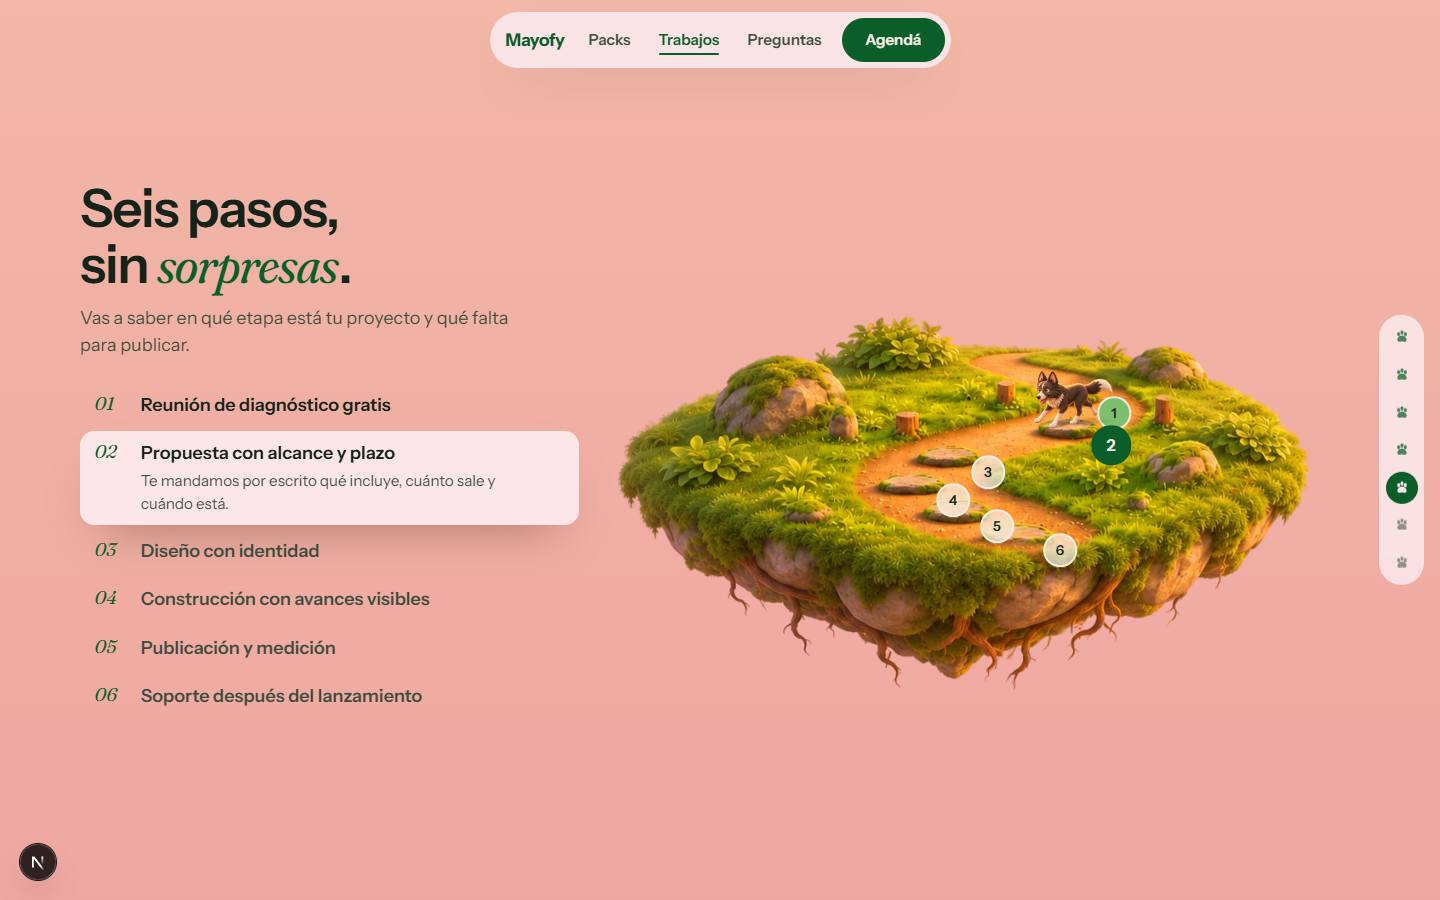 Mayofy Packs Trabajos Preguntas Agendá
Seis pasos,
sin sorpresas.
Vas a saber en qué etapa está tu proyecto y qué falta
para publicar.
01 Reunión de diagnóstico gratis
02 Propuesta con alcance y plazo
Te mandamos por escrito qué incluye, cuánto sale y
cuándo está.
03 Diseño con identidad
04 Construcción con avances visibles
05 Publicación y medición
06 Soporte después del lanzamiento
1
2
3
4
5
6
N